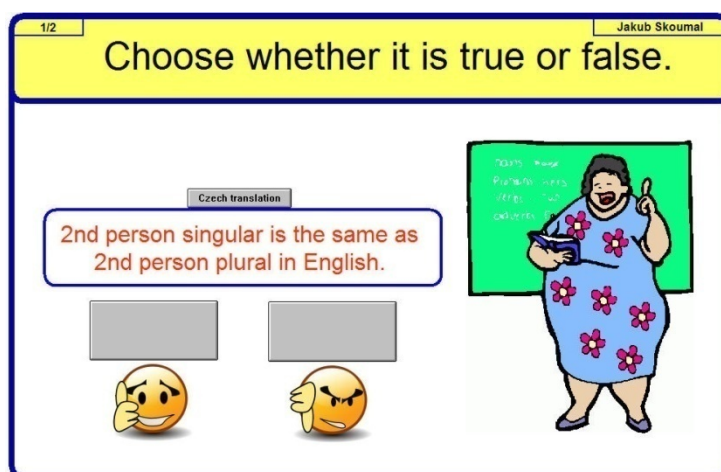 1/2
Jakub Skoumal
Choose whether it is true or false.
Czech translation
2nd person singular is the same as
2nd person plural in English.
nouns